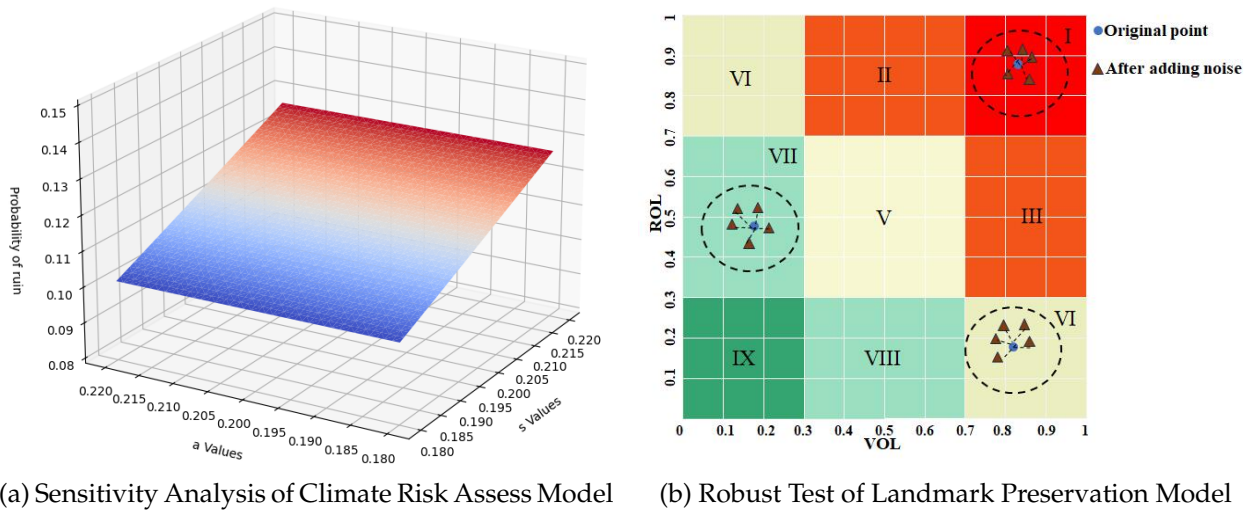 0.15
0.14
0.13
0.12
0.11
0.10
0.09
0.08
Probability of ruin
0.220
0.215
0.210
0.205
0.200
0.195
0.190
0.185
0.180
a Values
0.180
0.185
0.190
0.195
0.200
0.205
0.210
0.215
0.220
s Values
(a) Sensitivity Analysis of Climate Risk Assess Model
1
0.9
0.8
0.7
0.6
0.5
0.4
0.3
0.2
0.1
ROL
VI
II
I
VII
V
III
IX
VIII
VI
0 0.1 0.2 0.3 0.4 0.5 0.6 0.7 0.8 0.9 1
VOL
Original point
After adding noise
(b) Robust Test of Landmark Preservation Model